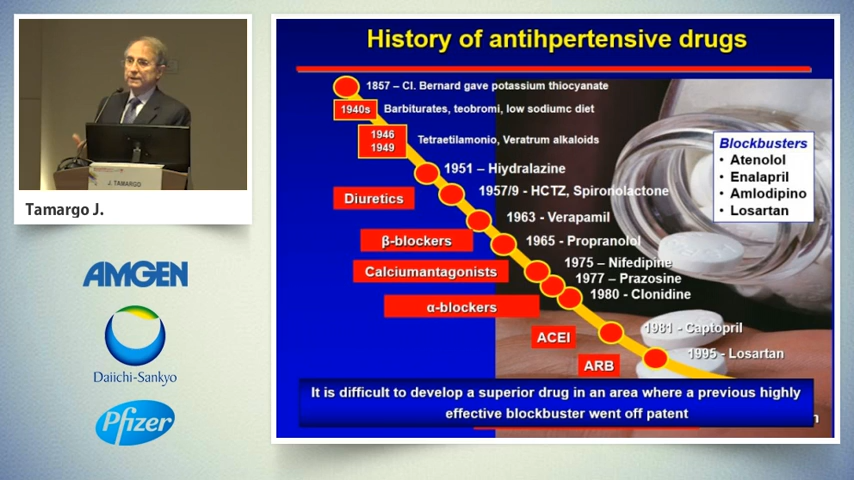 History of antihpertensive drugs
1857 – Cl. Bernard gave potassium thiocyanate
1940s
Barbiturates, teobromi, low sodiumc diet
1946
1949
Tetraetilamonio, Veratrum alkaloids
1951 – Hiydralazine
1957/9 - HCTZ, Spironolactone
Diuretics
1963 - Verapamil
β-blockers
1965 - Propranolol
Calciumantagonists
1975 – Nifedipine
1977 – Prazosine
1980 - Clonidine
α-blockers
1981 - Captopril
ACEI
1995 - Losartan
ARB
Blockbusters
• Atenolol
• Enalapril
• Amlodipino
• Losartan
It is difficult to develop a superior drug in an area where a previous highly
effective blockbuster went off patent
J. TAMARGO
Tamargo J.
AMGEN
Daiichi-Sankyo
Pfizer